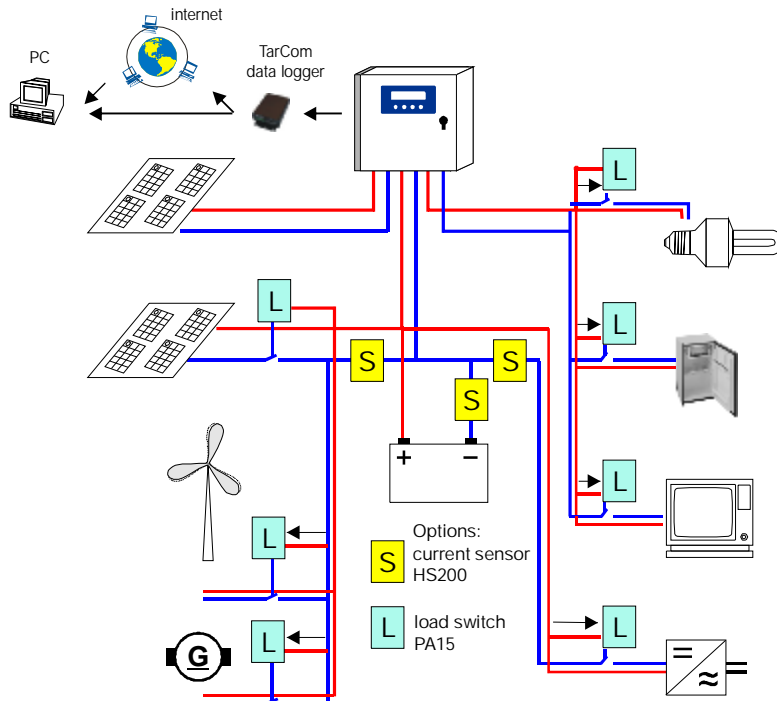 internet
PC
TarCom
data logger
L
L
L
S
S
S
+
−
L
L
Options:
S
current sensor
HS200
L
load switch
PA15
L
L
G
=
≈